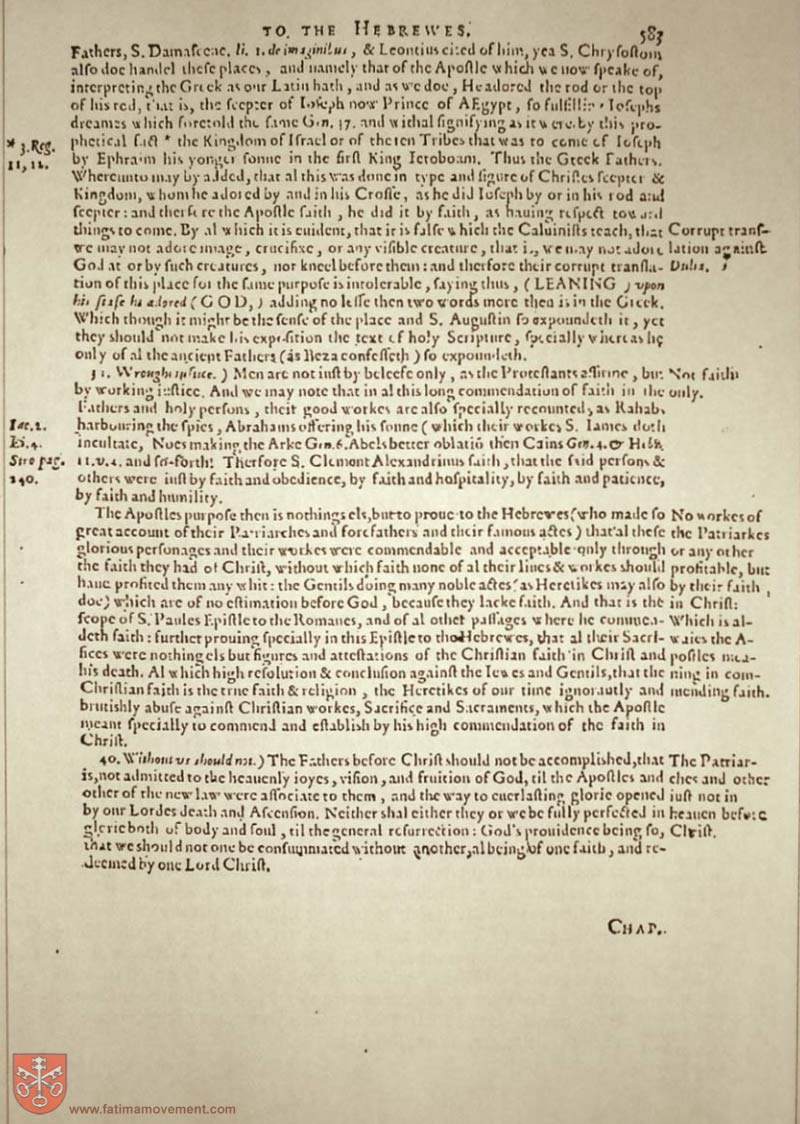 TO THE HEBREWES.
583
Fathers, S. Damascene. li. 1. de imaginibus, & Leontius cited of him, yea S. Chrysostom
also doe handel these places, and namely that of the Apostle which we now speake of,
interpreting the Greek as our Latin hath, and as we doe, He adored the rod or the top
of his rod, that is, the scepter of Ioseph now Prince of AEgypt, so fulfilling Iosephs
dreames which foretold the same Gen. 37. and withal signifying as it were by this pro-
phetical fact * the Kingdom of Israel or of the ten Tribes that was to come of Ioseph
by Ephraim his yonger sonne in the first King Ieroboam. Thus the Greek Fathers.
* 3. Reg.
11, 12.
Whereunto may by added, that al this was done in type and figure of Christes scepter &
Kingdom, whom he adored by and in his Crosse, as he did Ioseph by or in his rod and
scepter: and therfore the Apostle saith, he did it by faith, as hauing respect toward
things to come. By al which it is euident, that it is false which the Caluinists teach, that
we may not adore image, crucifixe, or any visible creature, that is, we may not adore
God at or by such creatures, nor kneel before them: and therfore their corrupt transla-
tion of this place for the same purpose is intolerable, saying thus, (LEANING) upon
his staffe he adored (GOD,) adding no lesse then two words more then is in the Greek.
Corrupt trans-
lation against
Which though it might be the sense of the place and S. Augustin so expoundeth it, yet
they should not make his exposition the text of holy Scripture, specially whereas he
only of al the ancient Fathers (as Beza confesseth) so expoundeth.
Wrought iustice.) Men are not iust by beleefe only, as the Protestants affirme, but
by working iustice. And we may note that in al this long commendation of faith in the
Fathers and holy persons, their good workes are also specially recounted, as Rahabs
harbouring the spies, Abrahams offering his sonne (which their workes S. Iames doth
inculcate, Noes making the Arke Gen. 6. Abels better oblatiō then Cains Gen. 4. & Hebr.
11. v. 4. and so forth! Therfore S. Clement Alexandrinus saith, that the said persons &
others were iust by faith and obedience, by faith and hospitality, by faith and patience,
by faith and humility.
Not faith
only.
Iac. 2.
li. 4.
Stro pag.
240.
The Apostles purpose then is nothing els, but to proue to the Hebrewes (who made so
great account of their Patriarches and forefathers and their famous actes) that al these
glorious personages and their workes were commendable and acceptable only through
the faith they had of Christ, without which faith none of al their liues & workes should
haue profited them any whit: the Gentils doing many noble actes (as Heretikes may also
doe) which are of no estimation before God, because they lacke faith. And that is the
scope of S. Paules Epistle to the Romanes, and of al other passages where he commen-
deth faith: further prouing specially in this Epistle to the Hebrewes, that al their Sacri-
fices were nothing els but figures and attestations of the Christian faith in Christ and
his death. Al which high resolution & conclusion against the Iewes and Gentils, that the
Christian faith is the true faith & religion, the Heretikes of our time ignorantly and
brutishly abuse against Christian workes, Sacrifice and Sacraments, which the Apostle
meant specially to commend and establish by his high commendation of the faith in
Christ.
No workes of
the Patriarkes
or any other
profitable, but
by their faith
in Christ:
Which is al-
waies the A-
postles mea-
ning in com-
mending faith.
40. Without vs should not.) The Fathers before Christ should not be accomplished, that
is, not admitted to the heauenly ioyes, vision, and fruition of God, til the Apostles and
other of the new law were associate to them, and the way to euerlasting glorie opened
by our Lordes death and Ascension. Neither shal either they or we be fully perfected in
glorie both of body and soul, til the general resurrection: God's prouidence being so,
that we should not one be consummated without another, al being of one faith, and re-
deemed by one Lord Christ.
The Patriar-
ches and other
iust not in
heauen before
Christ.
CHAP.
www.fatimamovement.com